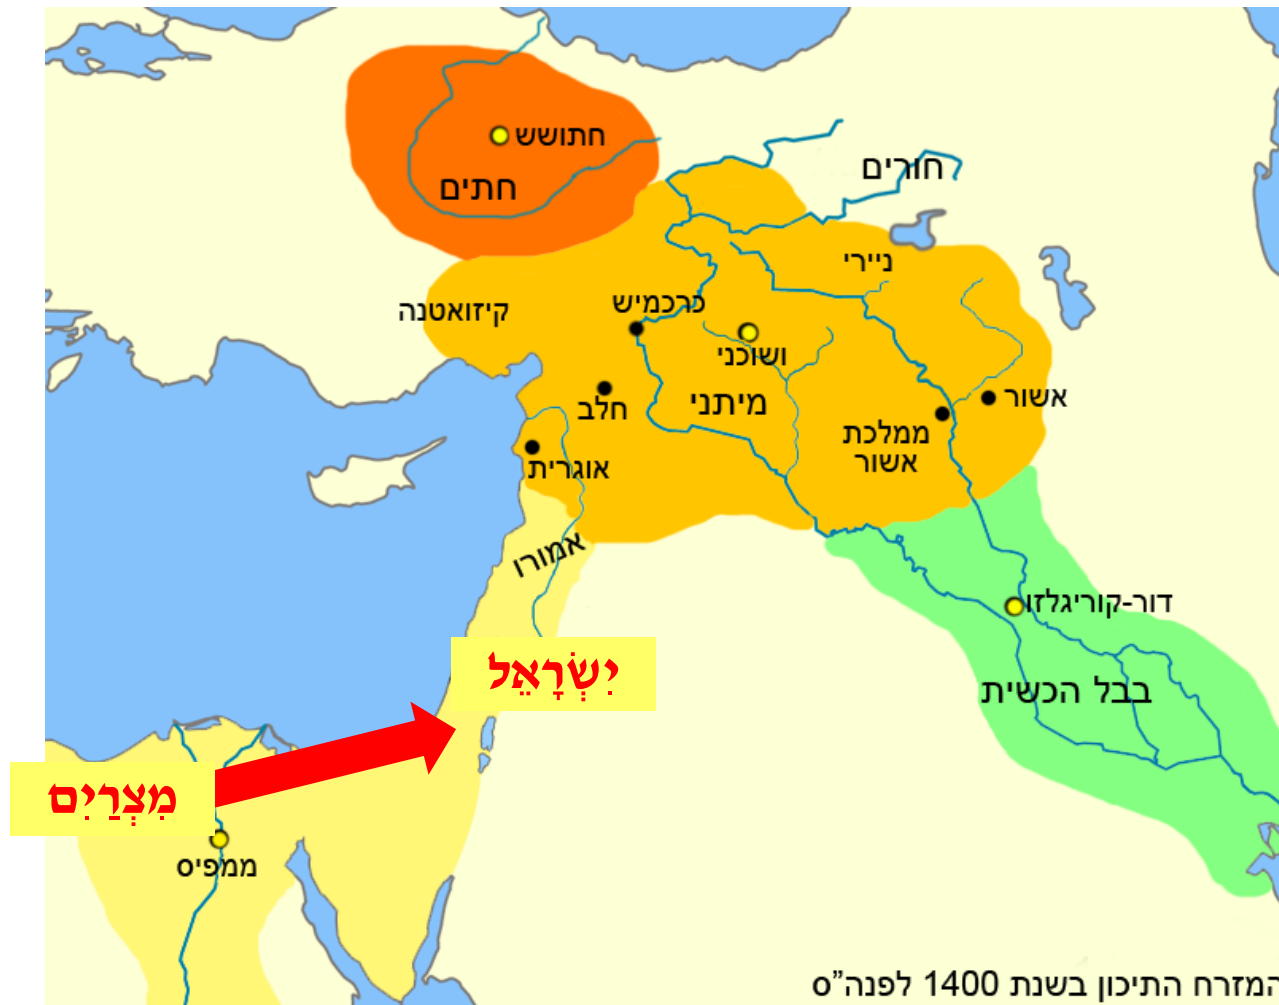 חתושש
חתים
חורים
ניירי
קיזואטנה
כרכמיש
ושוכני
מיתני
חלב
אשור
ממלכת
אשור
אוגרית
אמורו
דור-קוריגלזו
יִשְׂרָאֵל
בבל הכשית
מִצְרַיִם
ממפיס
המזרח התיכון בשנת 1400 לפנה"ס